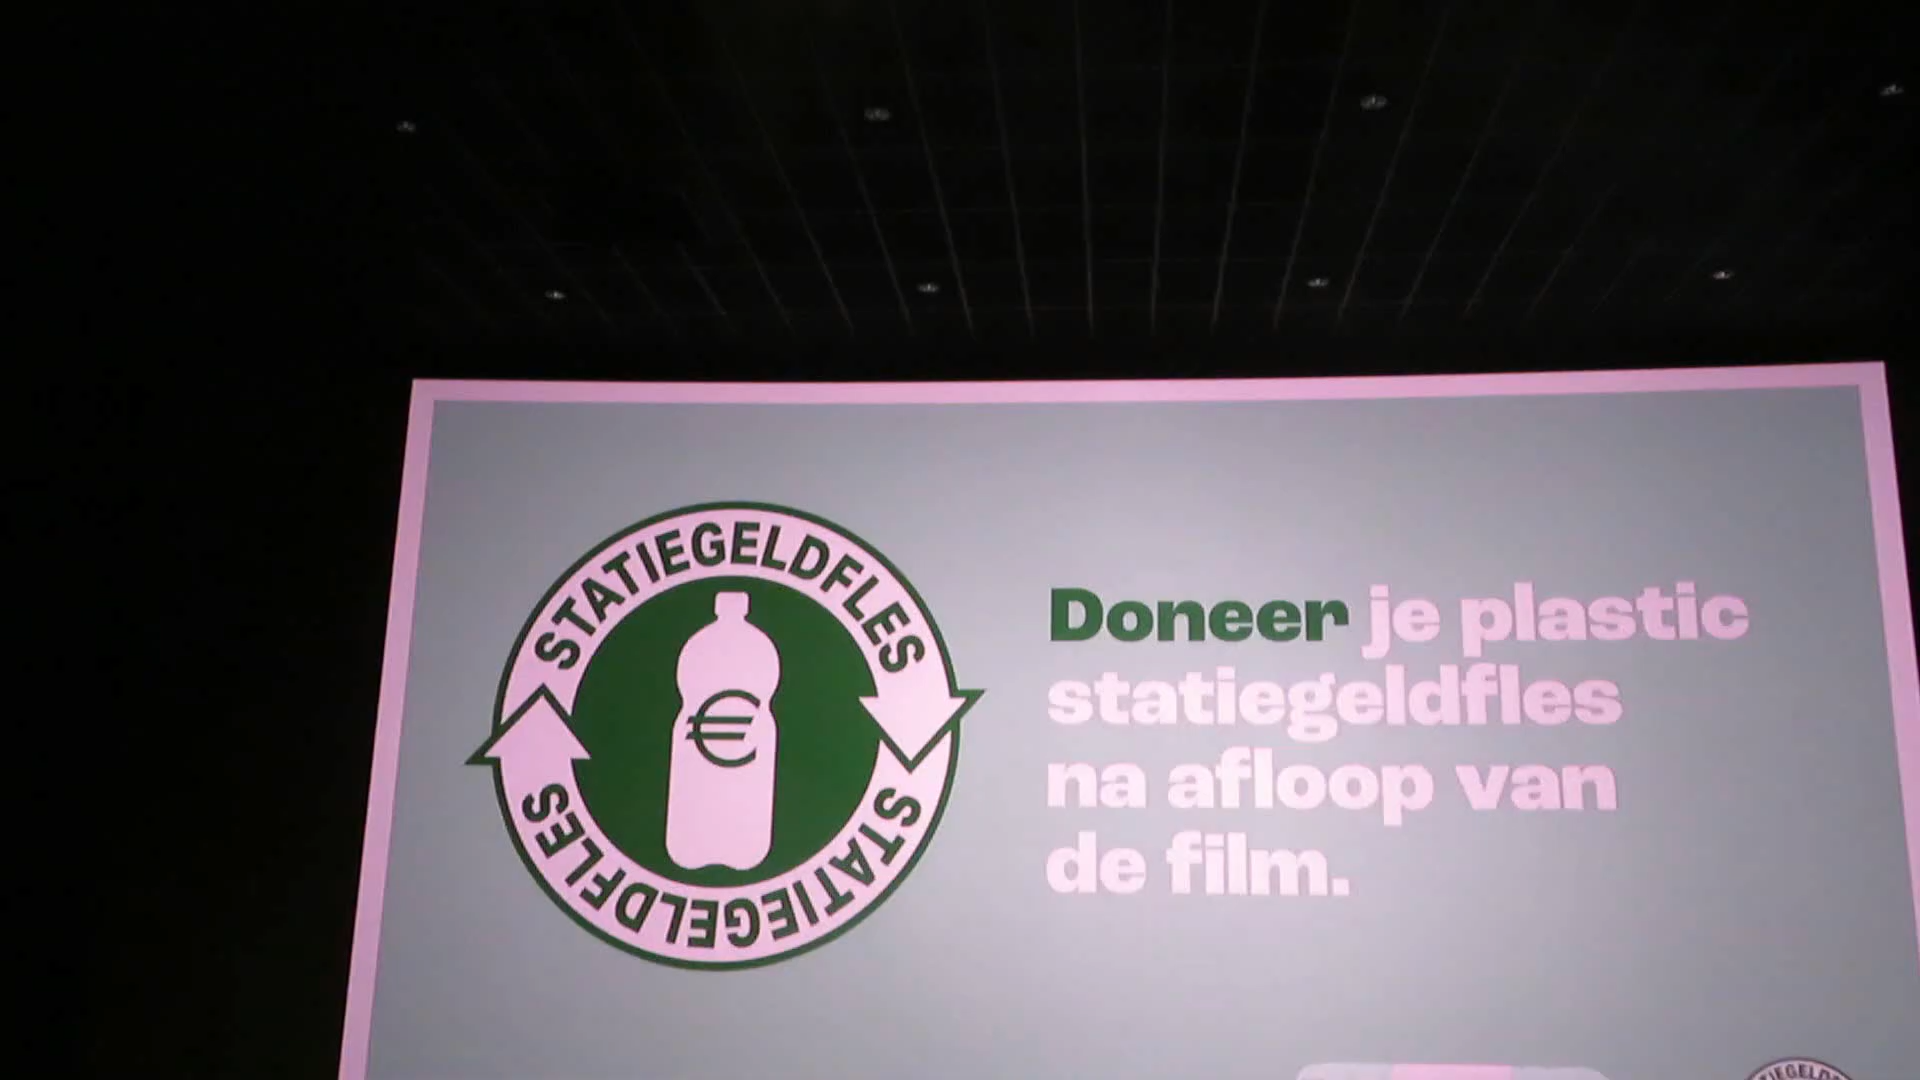 STATIEGELDFLES
STATIEGELDFLES
€
Doneer je plastic
statiegeldfles
na afloop van
de film.